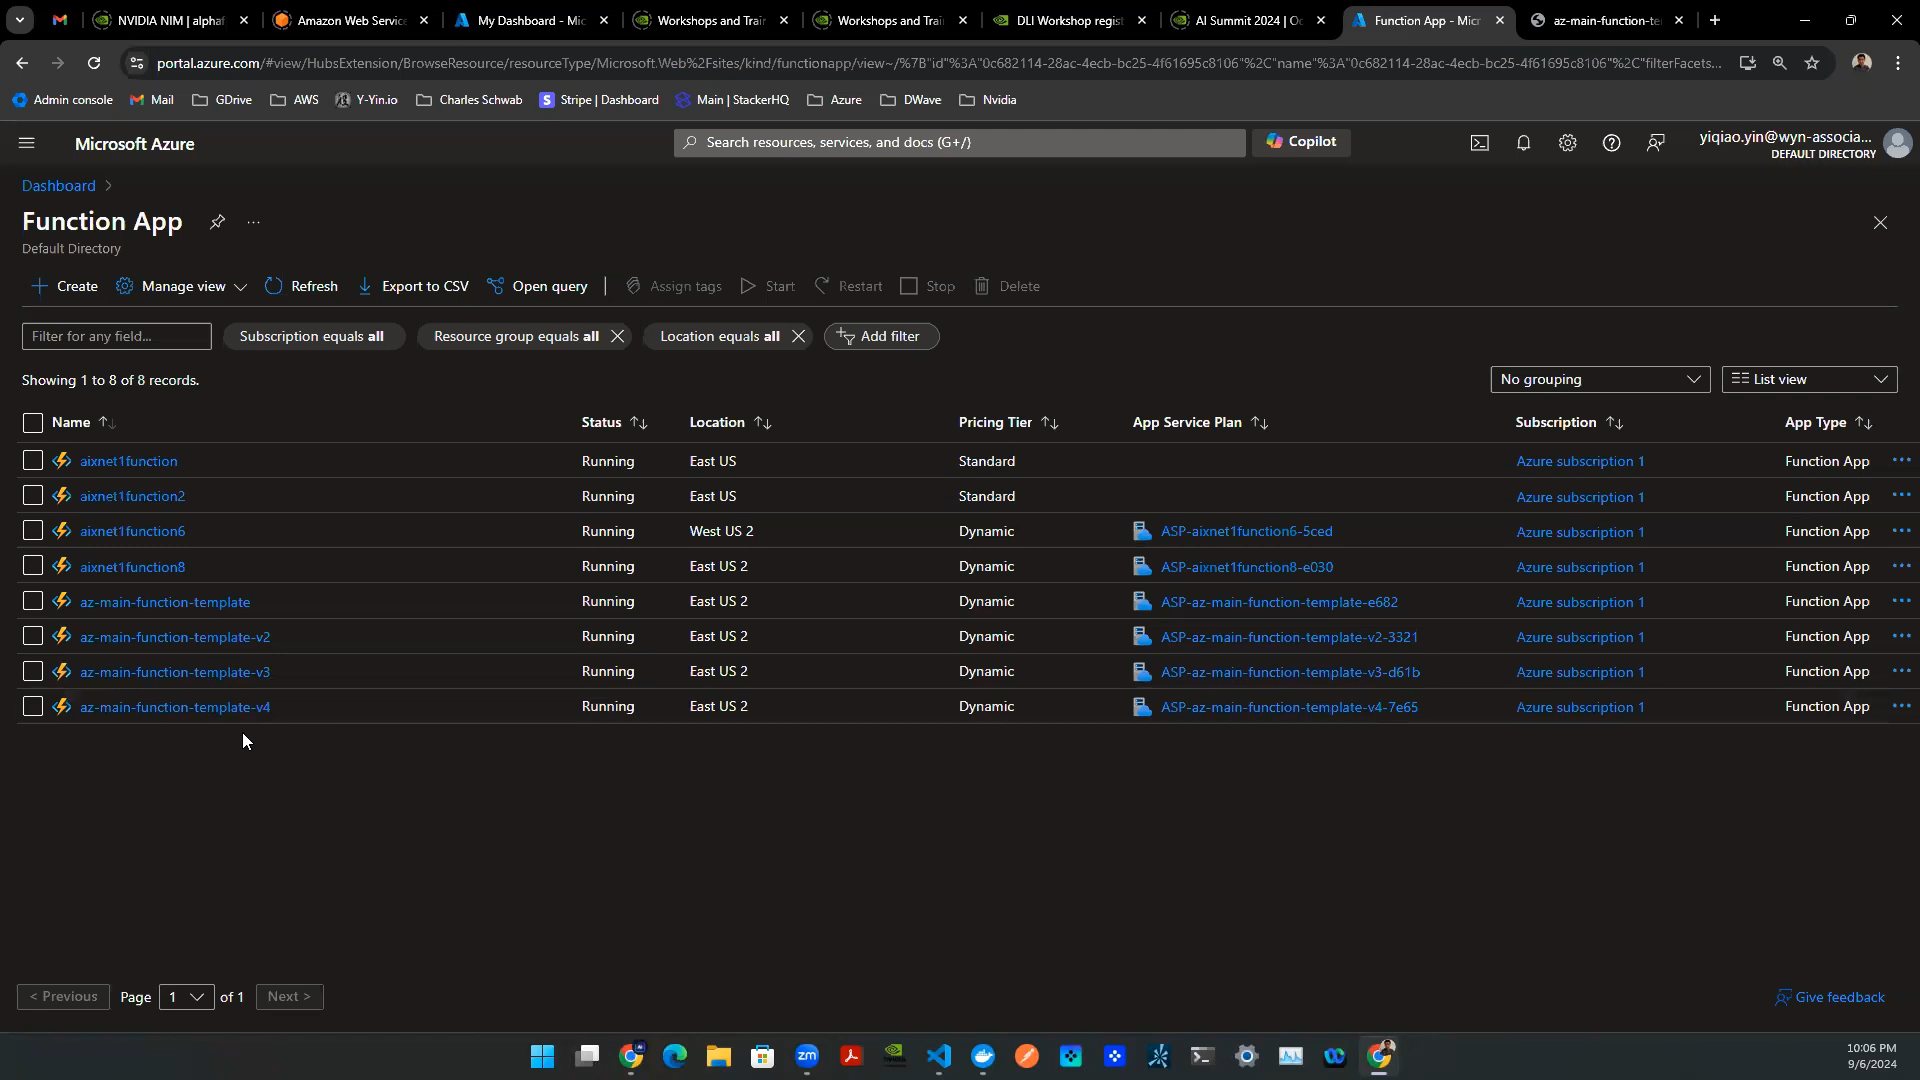 NVIDIA NIM | alphaf
Amazon Web Service
My Dashboard - Mic
Workshops and Train
Workshops and Train
DLI Workshop regist
AI Summit 2024 | Oc
Function App - Micr
az-main-function-te
portal.azure.com/#view/HubsExtension/BrowseResource/resourceType/Microsoft.Web%2Fsites/kind/functionapp/view~/%7B"id"%3A"0c682114-28ac-4ecb-bc25-4f61695c8106"%2C"name"%3A"0c682114-28ac-4ecb-bc25-4f61695c8106"%2C"filterFacets...
Admin console
Mail
GDrive
AWS
Y-Yin.io
Charles Schwab
Stripe | Dashboard
Main | StackerHQ
Azure
DWave
Nvidia
Microsoft Azure
Search resources, services, and docs (G+/)
Copilot
yiqiao.yin@wyn-associa...
DEFAULT DIRECTORY
Dashboard >
Function App
Default Directory
Create
Manage view
Refresh
Export to CSV
Open query
Assign tags
Start
Restart
Stop
Delete
Filter for any field...
Subscription equals all
Resource group equals all
Location equals all
Add filter
Showing 1 to 8 of 8 records.
No grouping
List view
Name Status Location Pricing Tier App Service Plan Subscription App Type
aixnet1function Running East US Standard Azure subscription 1 Function App
aixnet1function2 Running East US Standard Azure subscription 1 Function App
aixnet1function6 Running West US 2 Dynamic ASP-aixnet1function6-5ced Azure subscription 1 Function App
aixnet1function8 Running East US 2 Dynamic ASP-aixnet1function8-e030 Azure subscription 1 Function App
az-main-function-template Running East US 2 Dynamic ASP-az-main-function-template-e682 Azure subscription 1 Function App
az-main-function-template-v2 Running East US 2 Dynamic ASP-az-main-function-template-v2-3321 Azure subscription 1 Function App
az-main-function-template-v3 Running East US 2 Dynamic ASP-az-main-function-template-v3-d61b Azure subscription 1 Function App
az-main-function-template-v4 Running East US 2 Dynamic ASP-az-main-function-template-v4-7e65 Azure subscription 1 Function App
< Previous
Page 1 of 1
Next >
Give feedback
zm
10:06 PM
9/6/2024